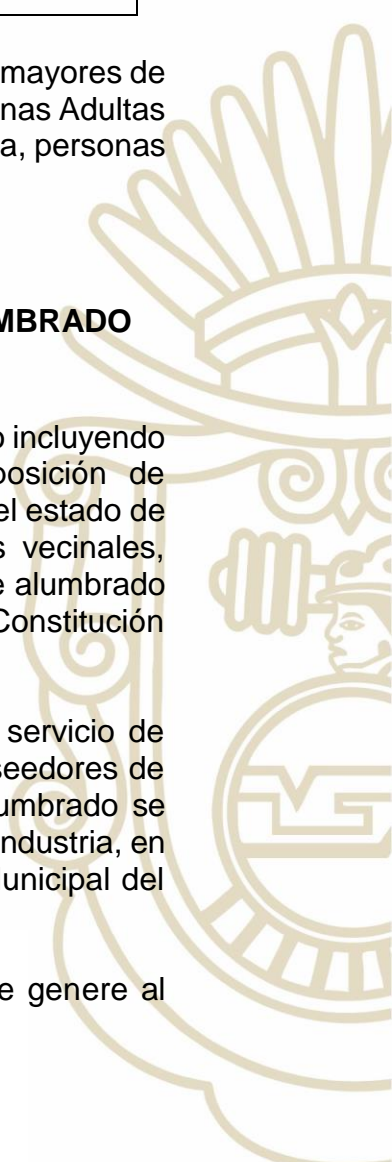 mayores de
nas Adultas
a, personas
MBRADO
o incluyendo
osición de
el estado de
s vecinales,
e alumbrado
Constitución
servicio de
seedores de
umbrado se
ndustria, en
unicipal del
e genere al